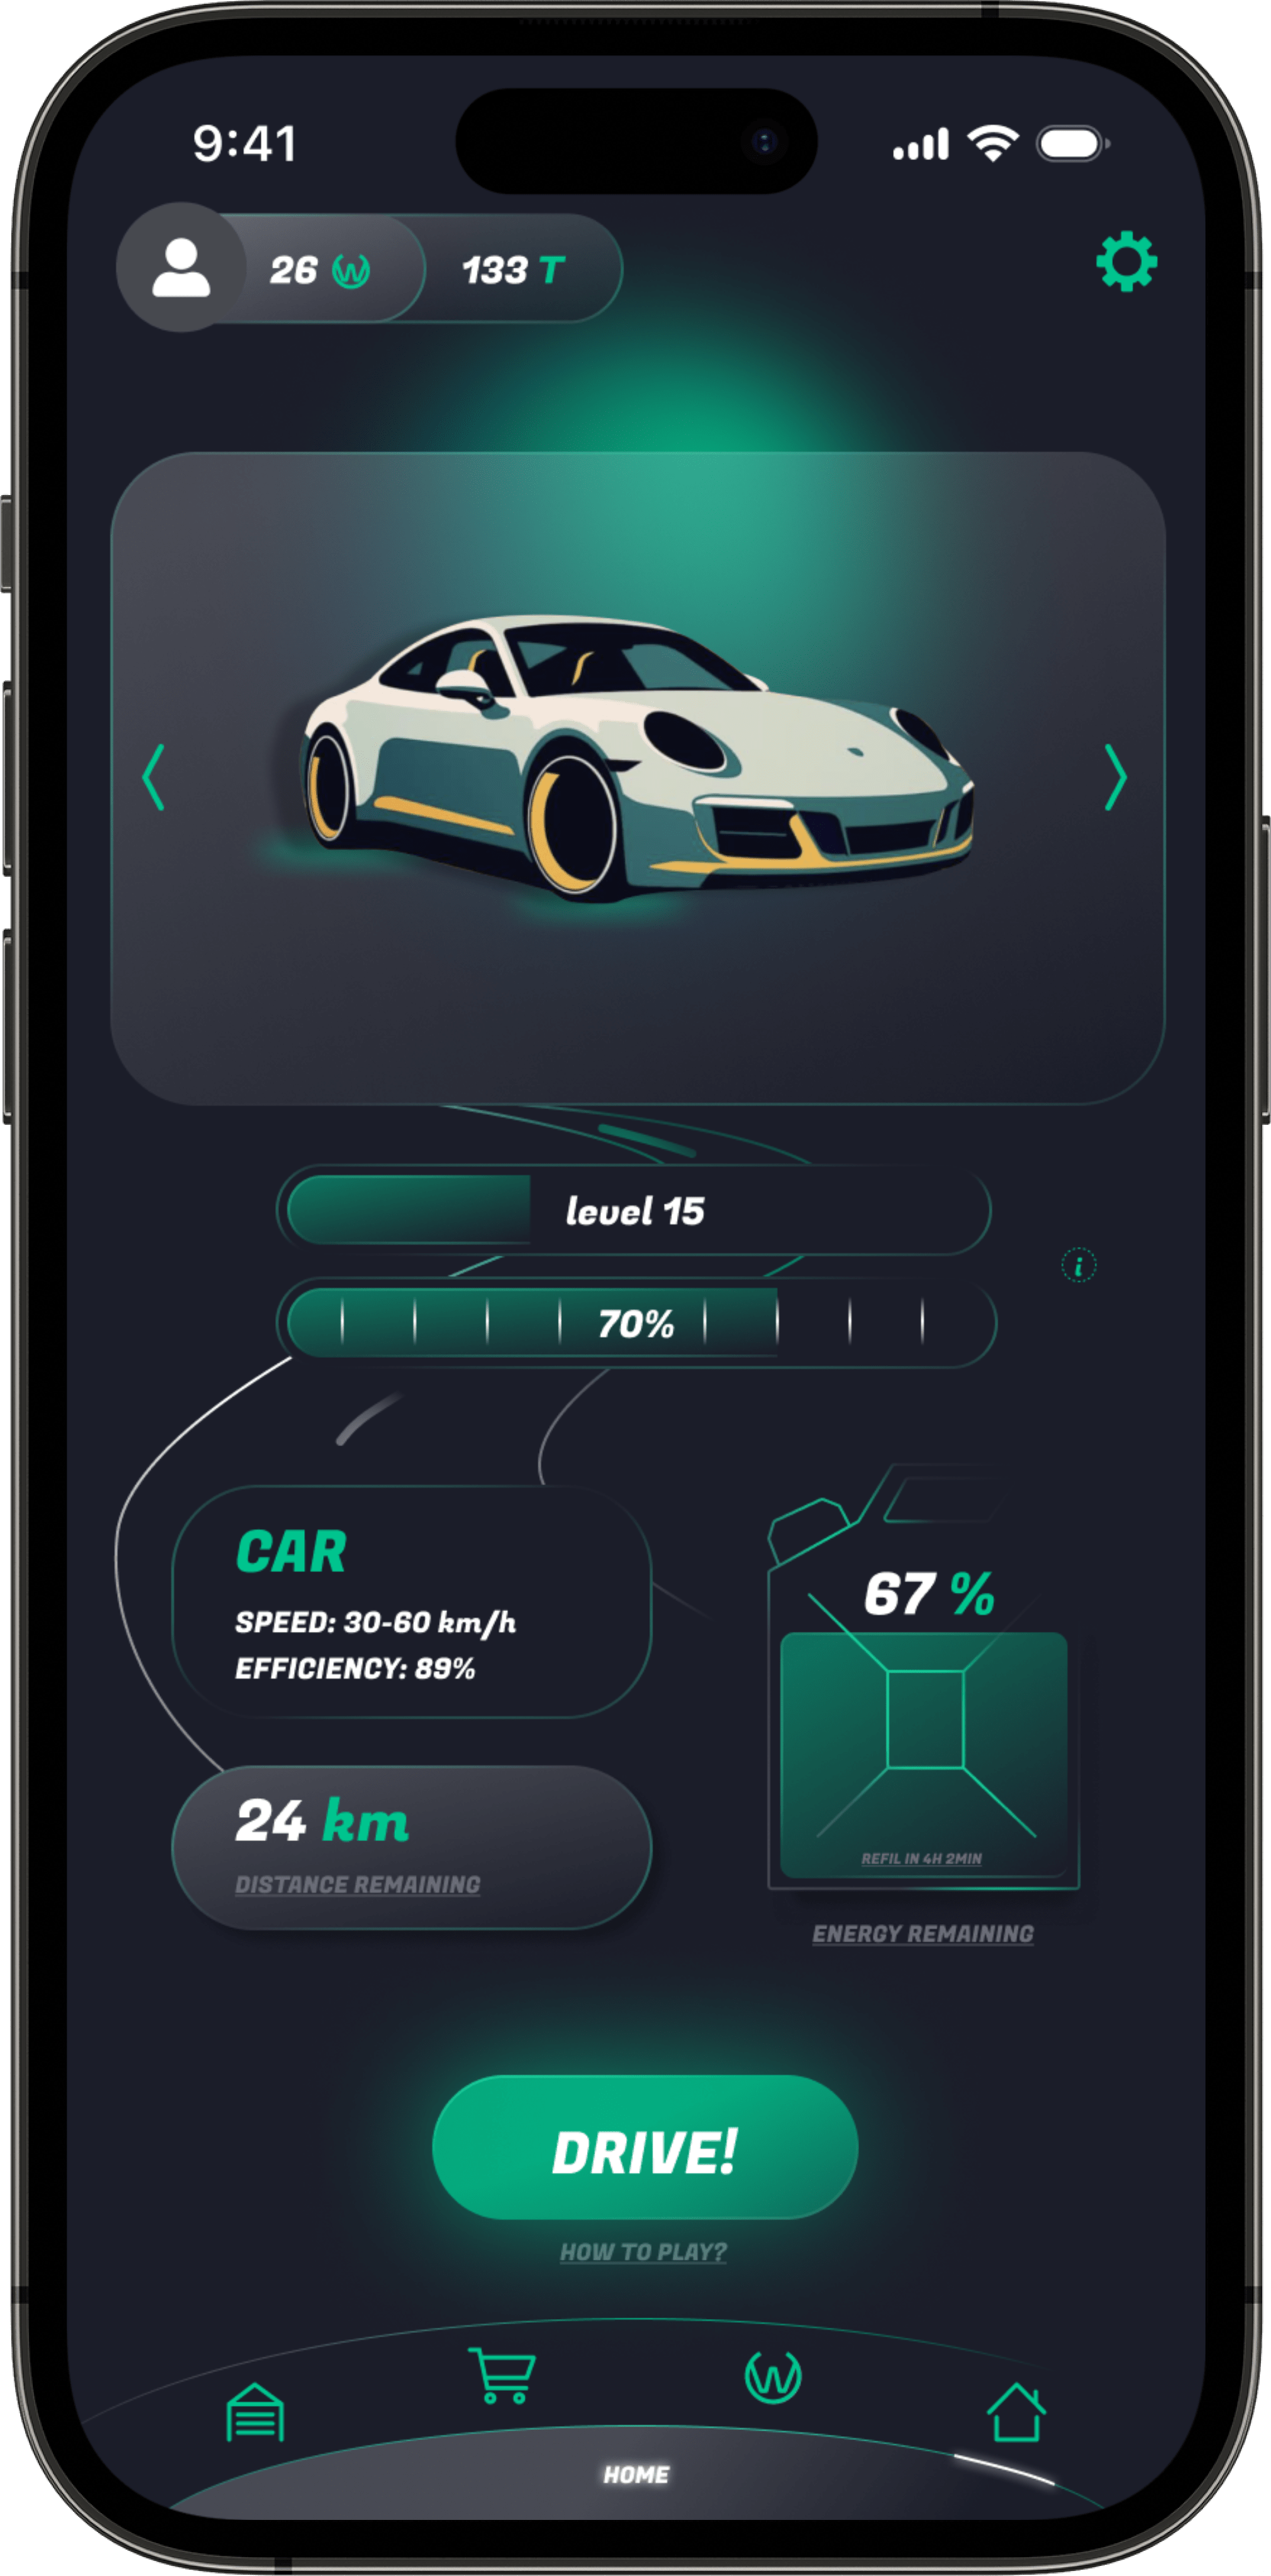 9:41
26 W
133 T
level 15
70%
i
CAR
SPEED: 30-60 km/h
EFFICIENCY: 89%
67 %
REFIL IN 4H 2MIN
24 km
DISTANCE REMAINING
ENERGY REMAINING
DRIVE!
HOW TO PLAY?
W
HOME